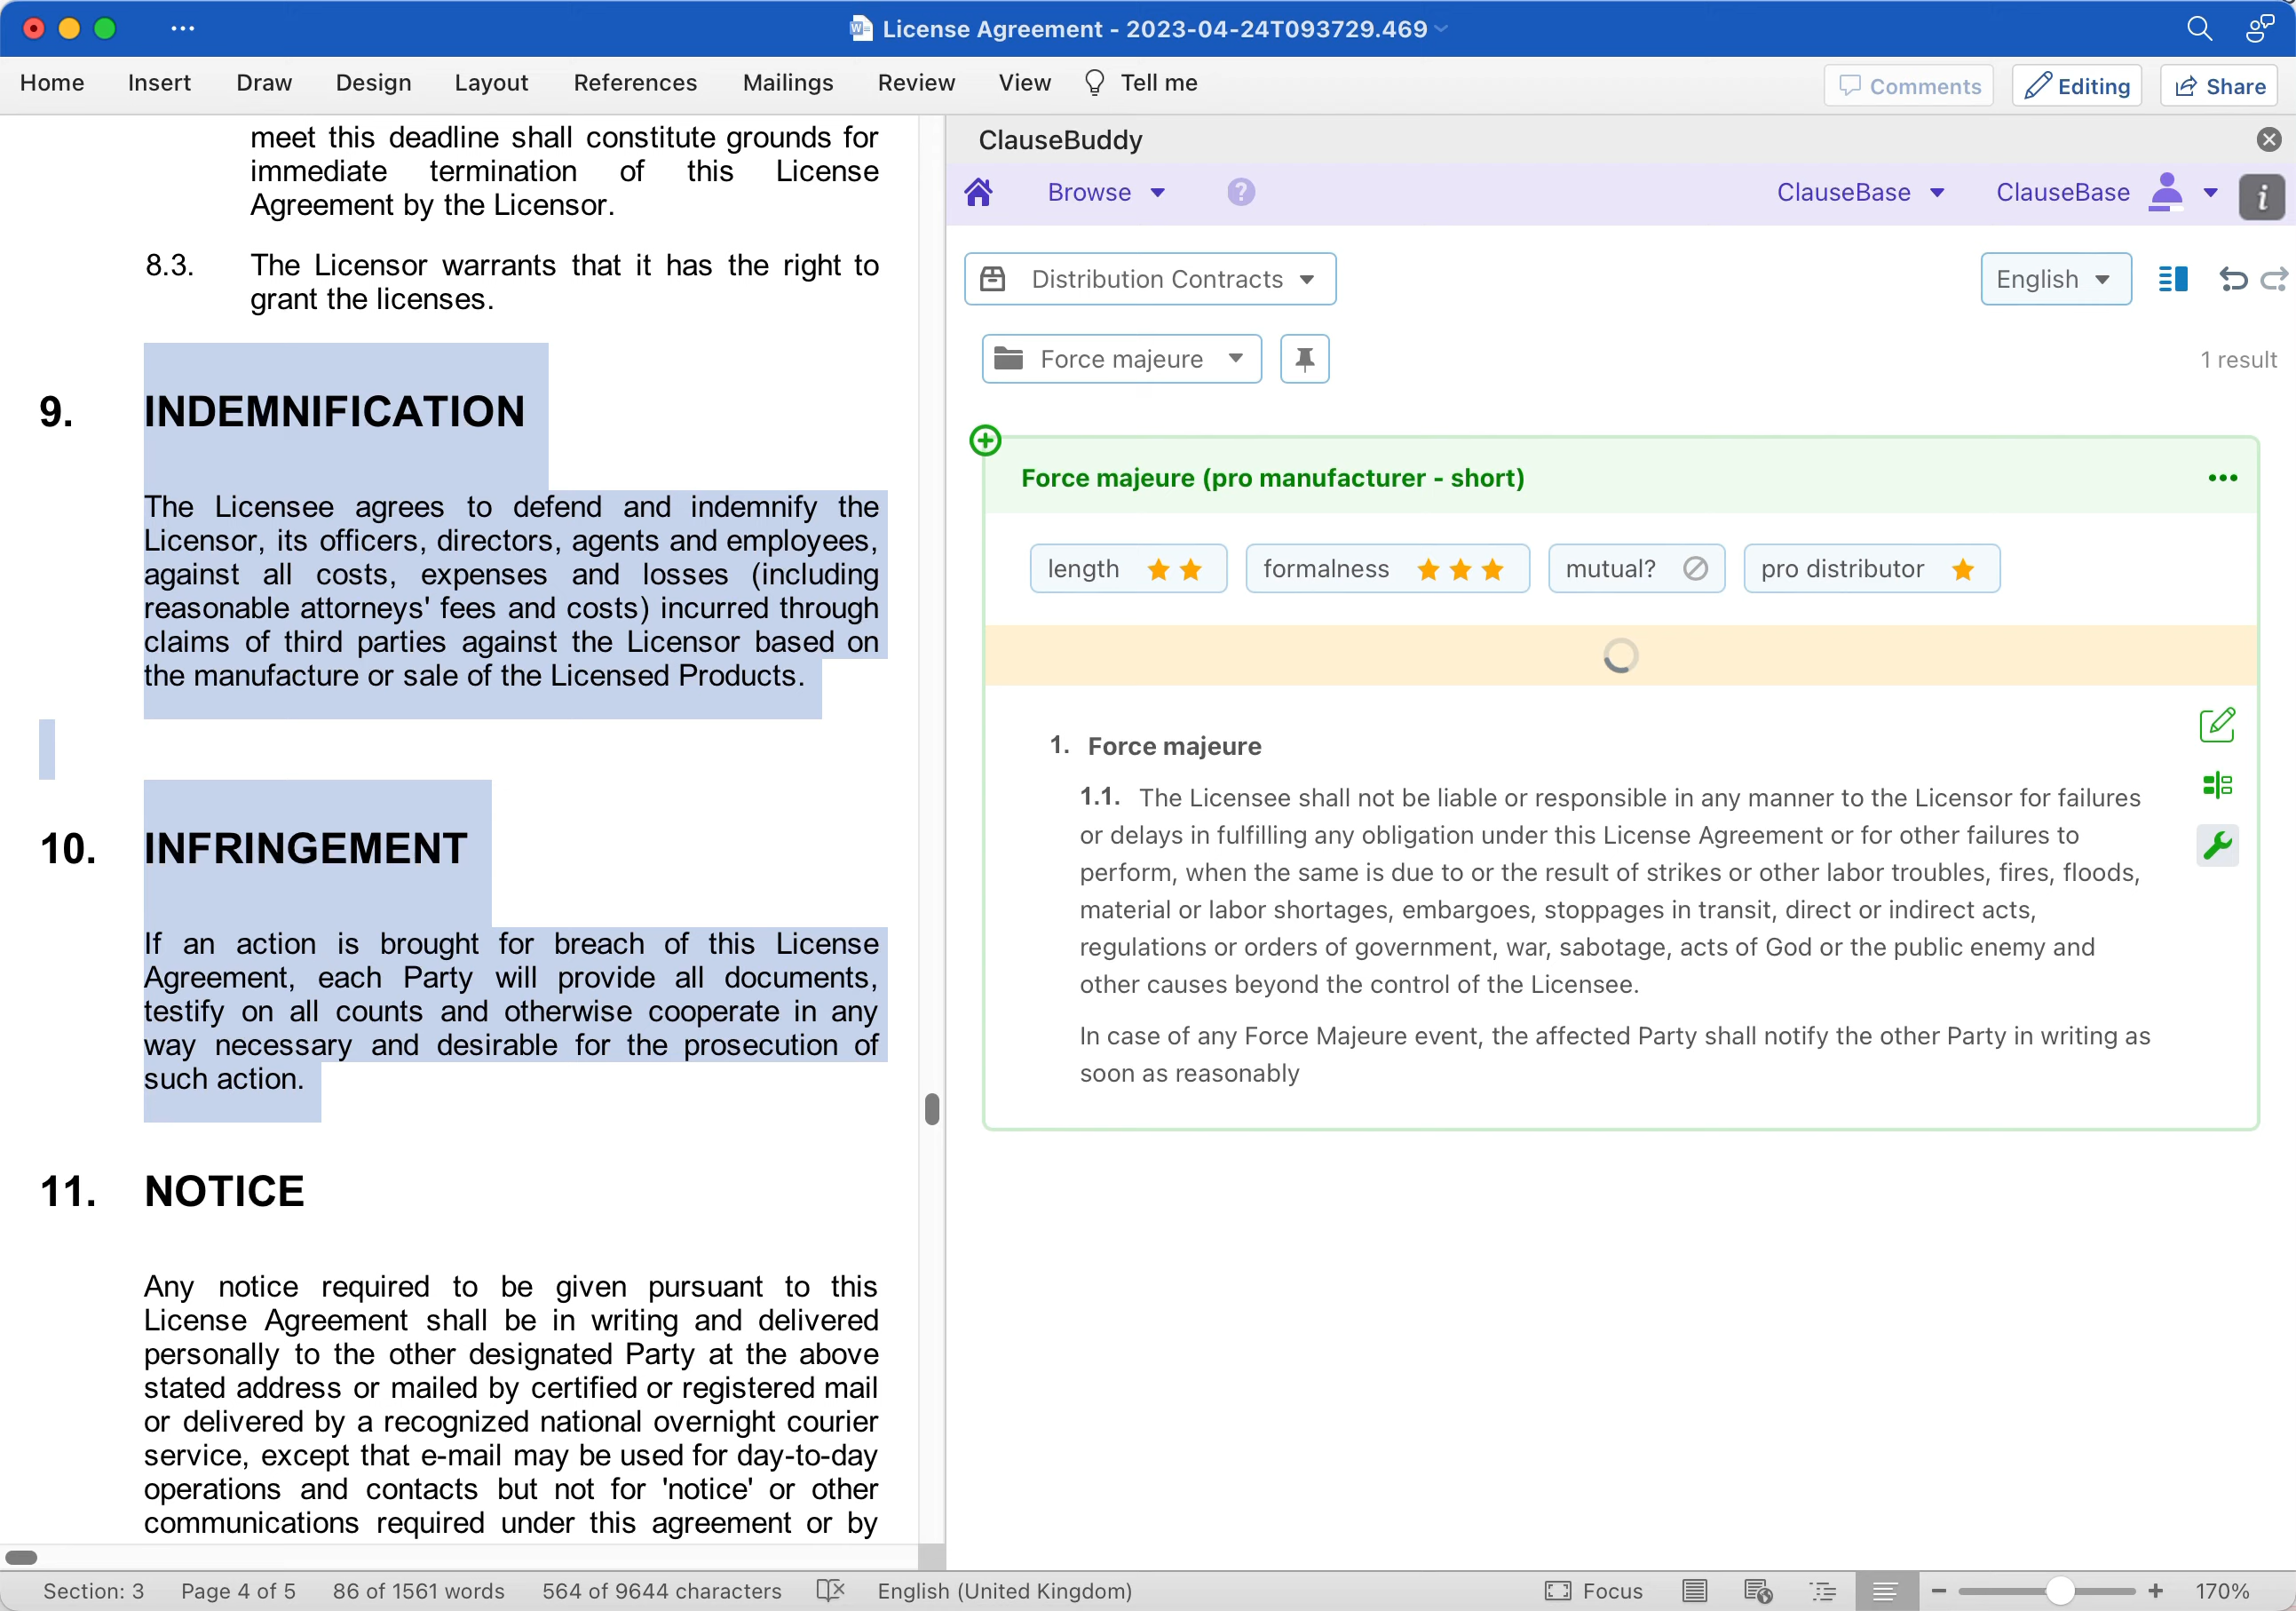 License Agreement - 2023-04-24T093729.469
Home Insert Draw Design Layout References Mailings Review View Tell me Comments Editing Share
meet this deadline shall constitute grounds for
immediate termination of this License
Agreement by the Licensor.
8.3. The Licensor warrants that it has the right to
grant the licenses.
9. INDEMNIFICATION
The Licensee agrees to defend and indemnify the
Licensor, its officers, directors, agents and employees,
against all costs, expenses and losses (including
reasonable attorneys' fees and costs) incurred through
claims of third parties against the Licensor based on
the manufacture or sale of the Licensed Products.
10. INFRINGEMENT
If an action is brought for breach of this License
Agreement, each Party will provide all documents,
testify on all counts and otherwise cooperate in any
way necessary and desirable for the prosecution of
such action.
11. NOTICE
Any notice required to be given pursuant to this
License Agreement shall be in writing and delivered
personally to the other designated Party at the above
stated address or mailed by certified or registered mail
or delivered by a recognized national overnight courier
service, except that e-mail may be used for day-to-day
operations and contacts but not for 'notice' or other
communications required under this agreement or by
ClauseBuddy
Browse ClauseBase ClauseBase
Distribution Contracts English
Force majeure 1 result
Force majeure (pro manufacturer - short)
length formalness mutual? pro distributor
1. Force majeure
1.1. The Licensee shall not be liable or responsible in any manner to the Licensor for failures
or delays in fulfilling any obligation under this License Agreement or for other failures to
perform, when the same is due to or the result of strikes or other labor troubles, fires, floods,
material or labor shortages, embargoes, stoppages in transit, direct or indirect acts,
regulations or orders of government, war, sabotage, acts of God or the public enemy and
other causes beyond the control of the Licensee.
In case of any Force Majeure event, the affected Party shall notify the other Party in writing as
soon as reasonably
Section: 3 Page 4 of 5 86 of 1561 words 564 of 9644 characters English (United Kingdom) Focus 170%